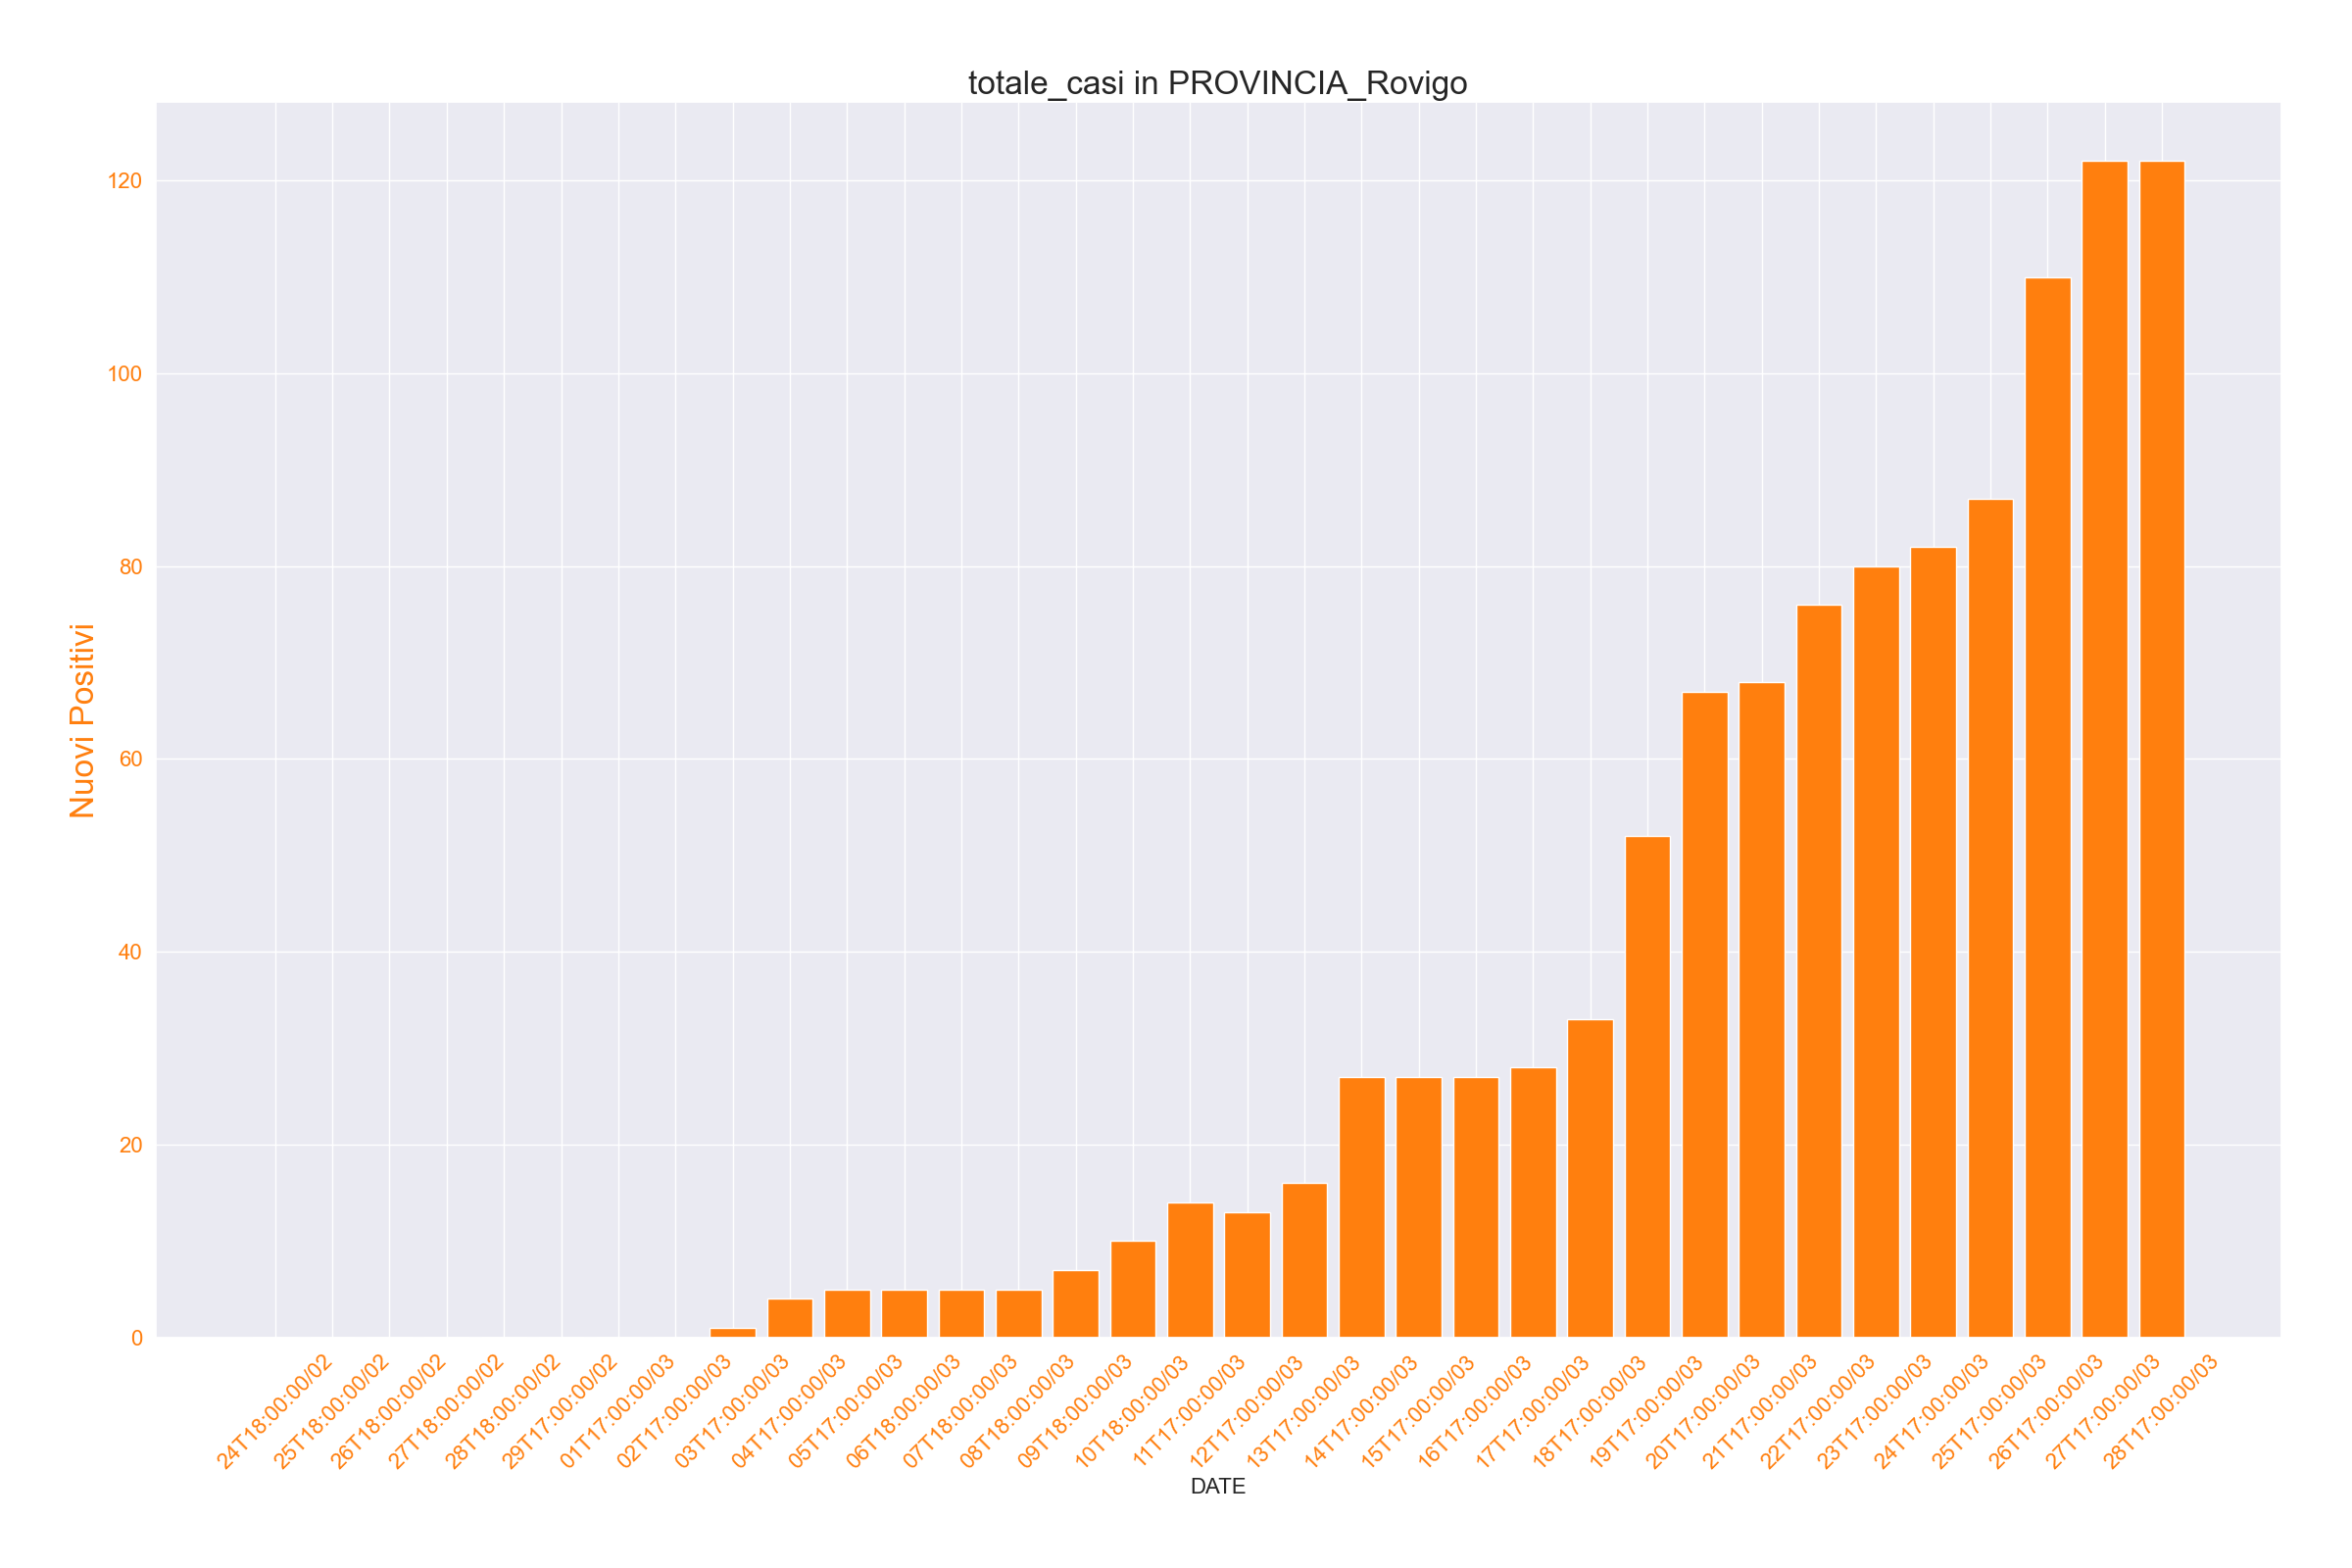 totale_casi in PROVINCIA_Rovigo
120
100
80
60
40
20
0
Nuovi Positivi
24T18:00:00/02
25T18:00:00/02
26T18:00:00/02
27T18:00:00/02
28T18:00:00/02
29T17:00:00/02
01T17:00:00/03
02T17:00:00/03
03T17:00:00/03
04T17:00:00/03
05T17:00:00/03
06T18:00:00/03
07T18:00:00/03
08T18:00:00/03
09T18:00:00/03
10T18:00:00/03
11T17:00:00/03
12T17:00:00/03
13T17:00:00/03
14T17:00:00/03
15T17:00:00/03
16T17:00:00/03
17T17:00:00/03
18T17:00:00/03
19T17:00:00/03
20T17:00:00/03
21T17:00:00/03
22T17:00:00/03
23T17:00:00/03
24T17:00:00/03
25T17:00:00/03
26T17:00:00/03
27T17:00:00/03
28T17:00:00/03
DATE